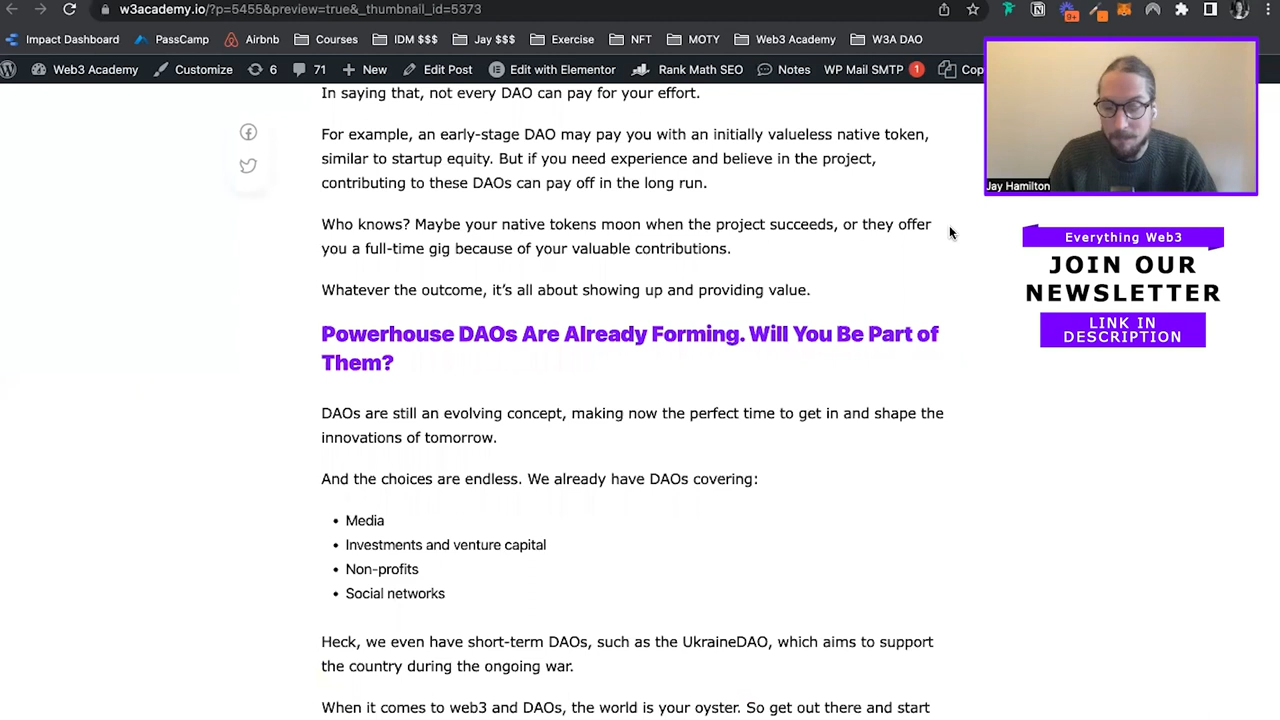 w3academy.io/?p=5455&preview=true&_thumbnail_id=5373
Impact Dashboard PassCamp Airbnb Courses IDM $$$ Jay $$$ Exercise NFT MOTY Web3 Academy W3A DAO
9+
Web3 Academy Customize 6 71 New Edit Post Edit with Elementor Rank Math SEO Notes WP Mail SMTP 1 Cop
In saying that, not every DAO can pay for your effort.
For example, an early-stage DAO may pay you with an initially valueless native token,
similar to startup equity. But if you need experience and believe in the project,
contributing to these DAOs can pay off in the long run.
Who knows? Maybe your native tokens moon when the project succeeds, or they offer
you a full-time gig because of your valuable contributions.
Whatever the outcome, it’s all about showing up and providing value.
Powerhouse DAOs Are Already Forming. Will You Be Part of
Them?
DAOs are still an evolving concept, making now the perfect time to get in and shape the
innovations of tomorrow.
And the choices are endless. We already have DAOs covering:
• Media
• Investments and venture capital
• Non-profits
• Social networks
Heck, we even have short-term DAOs, such as the UkraineDAO, which aims to support
the country during the ongoing war.
When it comes to web3 and DAOs, the world is your oyster. So get out there and start
Jay Hamilton
Everything Web3
JOIN OUR
NEWSLETTER
LINK IN
DESCRIPTION